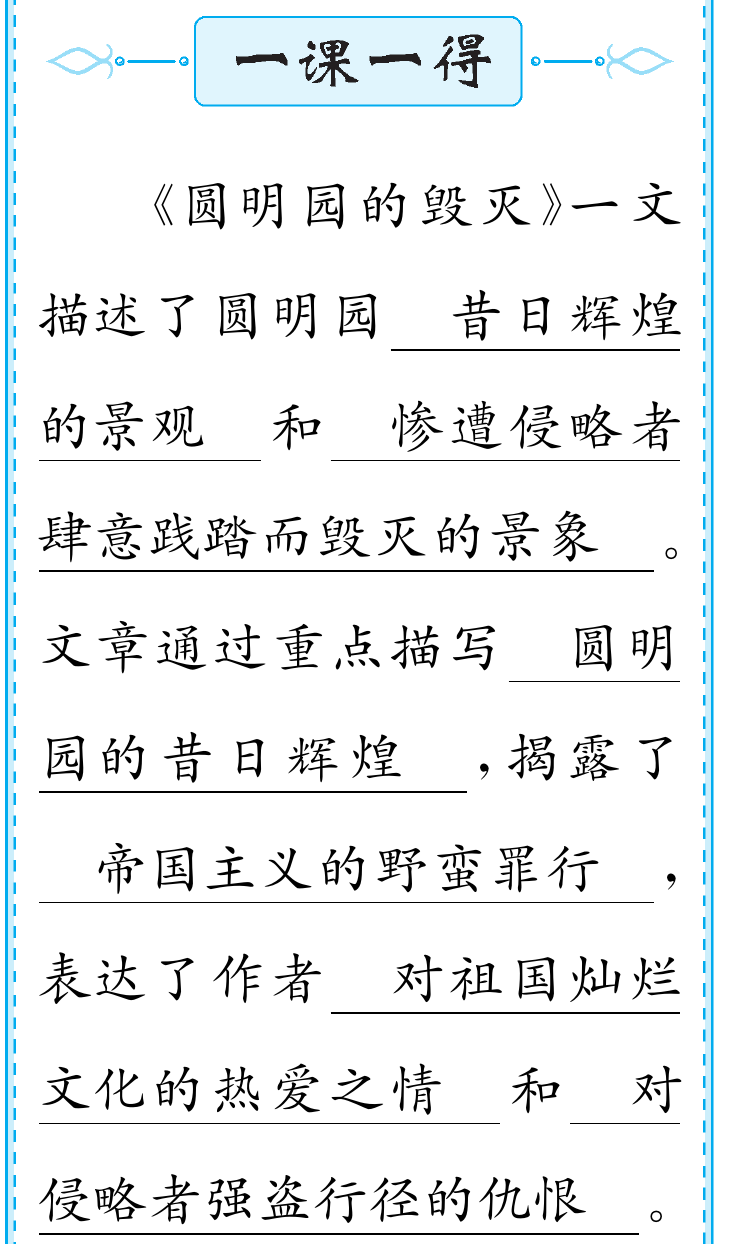 一课一得
《圆明园的毁灭》一文
描述了圆明园 昔日辉煌
的景观 和 惨遭侵略者
肆意践踏而毁灭的景象 。
文章通过重点描写 圆明
园的昔日辉煌 ，揭露了
帝国主义的野蛮罪行 ，
表达了作者 对祖国灿烂
文化的热爱之情 和 对
侵略者强盗行径的仇恨 。